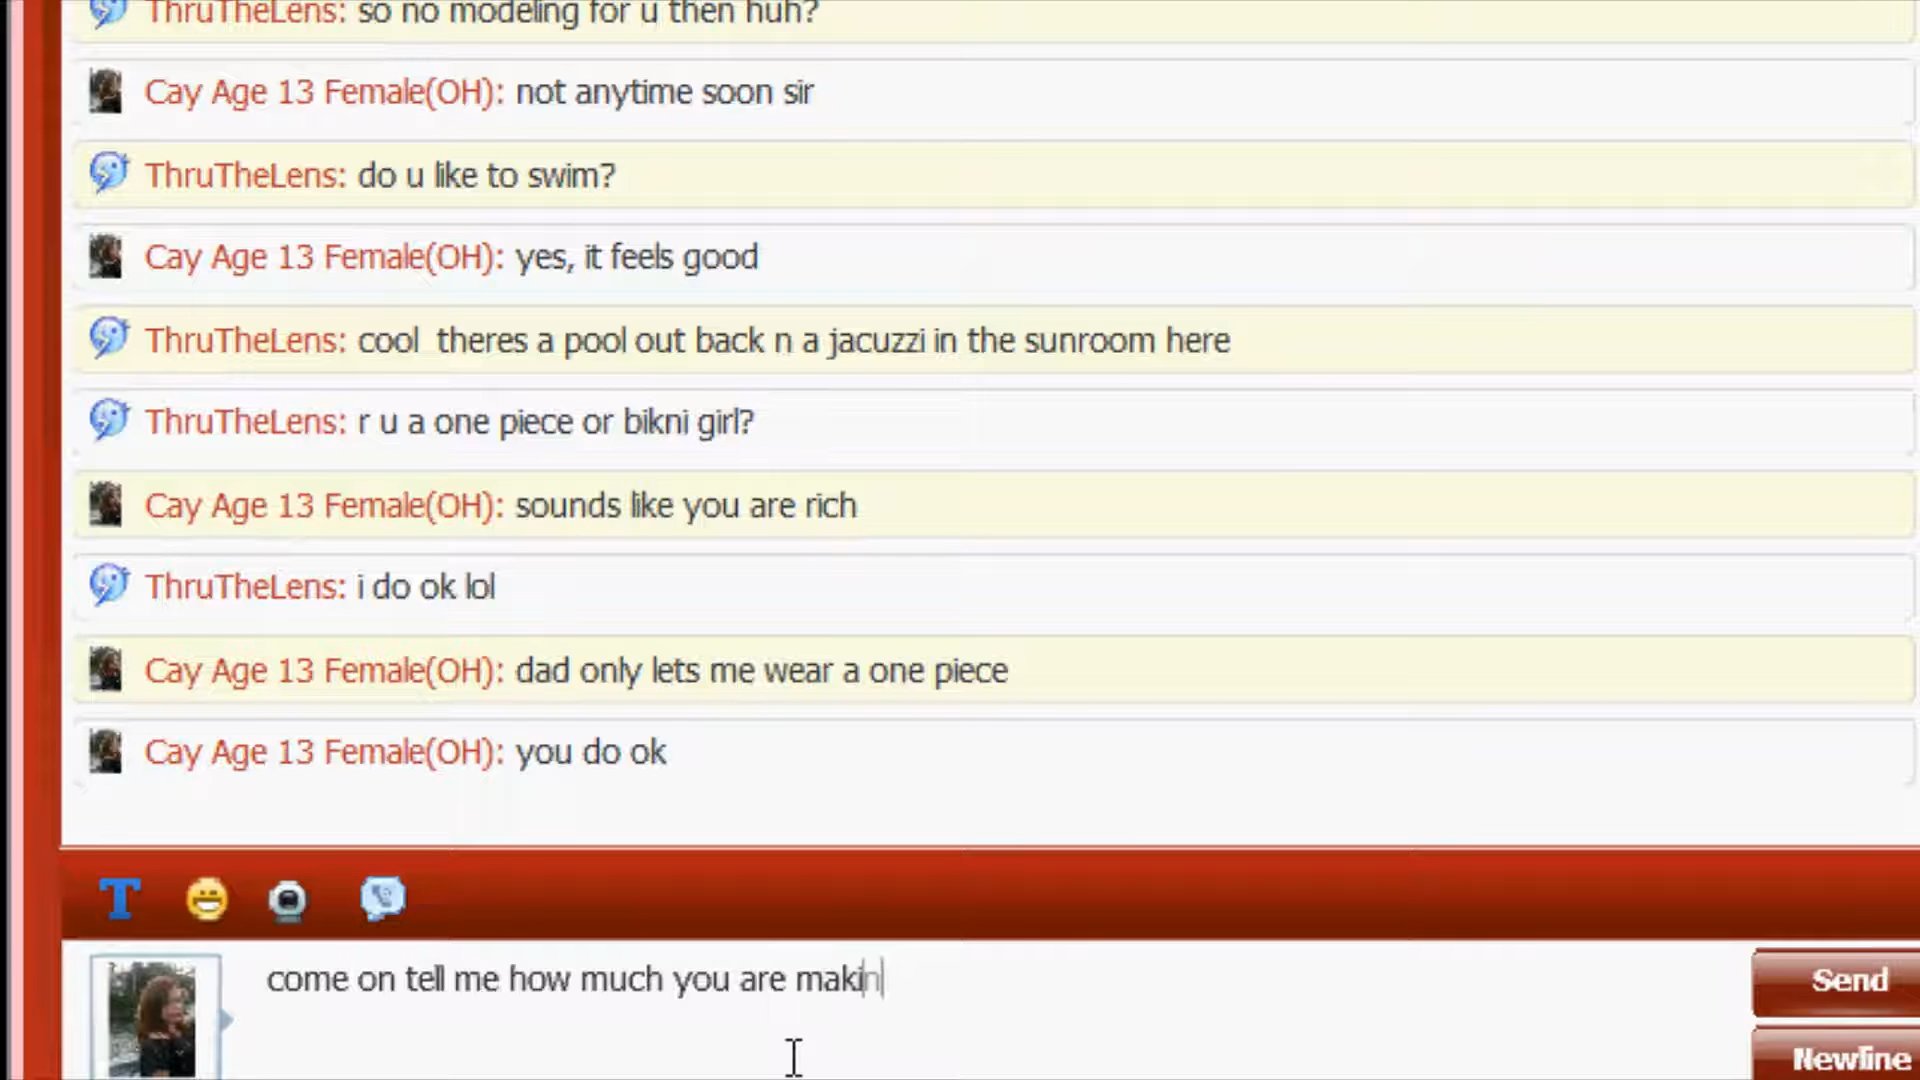 ThruTheLens: so no modeling for u then huh?
Cay Age 13 Female(OH): not anytime soon sir
ThruTheLens: do u like to swim?
Cay Age 13 Female(OH): yes, it feels good
ThruTheLens: cool  theres a pool out back n a jacuzzi in the sunroom here
ThruTheLens: r u a one piece or bikni girl?
Cay Age 13 Female(OH): sounds like you are rich
ThruTheLens: i do ok lol
Cay Age 13 Female(OH): dad only lets me wear a one piece
Cay Age 13 Female(OH): you do ok
T
come on tell me how much you are makin
Send
Newline